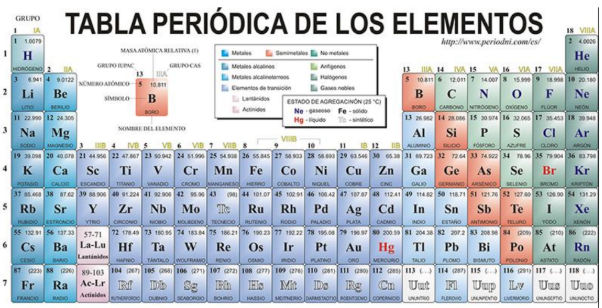 TABLA PERIÓDICA DE LOS ELEMENTOS
http://www.periodni.com/es/
GRUPO
1 IA
18 VIIIA
1 1.0079
H
HIDRÓGENO
2 4.0026
He
HELIO
2 IIA
13 IIIA 14 IVA 15 VA 16 VIA 17 VIIA
MASA ATÓMICA RELATIVA (1)
GRUPO IUPAC
GRUPO CAS
13 IIIA
NÚMERO ATÓMICO
5 10.811
SÍMBOLO
B
BORO
NOMBRE DEL ELEMENTO
Metales
Semimetales
No metales
Metales alcalinos
Metales alcalinotérreos
Elementos de transición
Lantánidos
Actínidos
Anfígenos
Halógenos
Gases nobles
ESTADO DE AGREGACIÓN (25 °C)
Ne - gaseoso
Fe - sólido
Hg - líquido
Tc - sintético
3 6.941 4 9.0122 5 10.811 6 12.011 7 14.007 8 15.999 9 18.998 10 20.180
2 Li Be B C N O F Ne
LITIO BERILIO BORO CARBONO NITRÓGENO OXÍGENO FLÚOR NEÓN
11 22.990 12 24.305 13 26.982 14 28.086 15 30.974 16 32.065 17 35.453 18 39.948
3 Na Mg Al Si P S Cl Ar
SODIO MAGNESIO ALUMINIO SILICIO FÓSFORO AZUFRE CLORO ARGÓN
3 IIIB 4 IVB 5 VB 6 VIB 7 VIIB 8 9 VIIIB 10 11 IB 12 IIB
19 39.098 20 40.078 21 44.956 22 47.867 23 50.942 24 51.996 25 54.938 26 55.845 27 58.933 28 58.693 29 63.546 30 65.38 31 69.723 32 72.64 33 74.922 34 78.96 35 79.904 36 83.798
4 K Ca Sc Ti V Cr Mn Fe Co Ni Cu Zn Ga Ge As Se Br Kr
POTASIO CALCIO ESCANDIO TITANIO VANADIO CROMO MANGANESO HIERRO COBALTO NIQUEL COBRE ZINC GALIO GERMANIO ARSÉNICO SELENIO BROMO KRIPTÓN
37 85.468 38 87.62 39 88.906 40 91.224 41 92.906 42 95.96 43 (98) 44 101.07 45 102.91 46 106.42 47 107.87 48 112.41 49 114.82 50 118.71 51 121.76 52 127.60 53 126.90 54 131.29
5 Rb Sr Y Zr Nb Mo Tc Ru Rh Pd Ag Cd In Sn Sb Te I Xe
RUBIDIO ESTRONCIO YTRIO CIRCONIO NIOBIO MOLIBDENO TECNECIO RUTENIO RODIO PALADIO PLATA CADMIO INDIO ESTAÑO ANTIMONIO TELURO YODO XENÓN
55 132.91 56 137.33 57-71 72 178.49 73 180.95 74 183.84 75 186.21 76 190.23 77 192.22 78 195.08 79 196.97 80 200.59 81 204.38 82 207.2 83 208.98 84 (209) 85 (210) 86 (222)
6 Cs Ba La-Lu Hf Ta W Re Os Ir Pt Au Hg Tl Pb Bi Po At Rn
CESIO BARIO Lantánidos HAFNIO TÁNTALO WOLFRAMIO RENIO OSMIO IRIDIO PLATINO ORO MERCURIO TALIO PLOMO BISMUTO POLONIO ASTATO RADÓN
87 (223) 88 (226) 89-103 104 (267) 105 (268) 106 (271) 107 (272) 108 (277) 109 (276) 110 (281) 111 (280) 112 (285) 113 (...) 114 (287) 115 (...) 116 (291) 117 (...) 118 (...)
7 Fr Ra Ac-Lr Rf Db Sg Bh Hs Mt Ds Rg Cn Uut Fl Uup Lv Uus Uuo
FRANCIO RADIO Actínidos RUTHERFORDIO DUBNIO SEABORGIO BOHRIO HASSIO MEITNERIO DARMSTADTIO ROENTGENIO COPERNICIO UNUNTRIO FLEROVIO UNUNPENTIO LIVERMORIO UNUNSEPTIO UNUNOCTIO